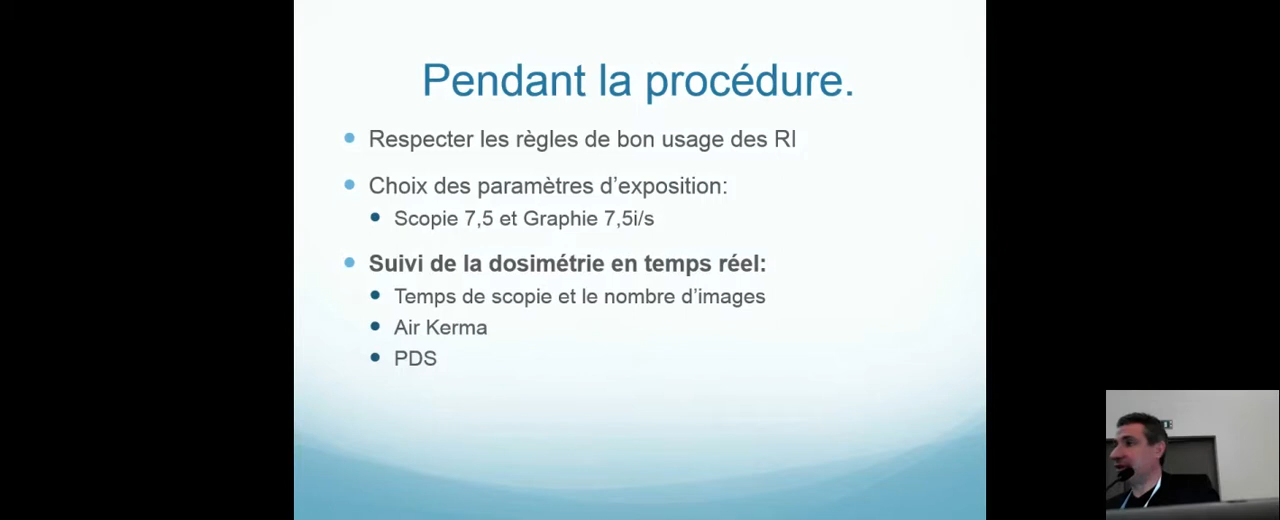 Pendant la procédure.
Respecter les règles de bon usage des RI
Choix des paramètres d’exposition:
Scopie 7,5 et Graphie 7,5i/s
Suivi de la dosimétrie en temps réel:
Temps de scopie et le nombre d’images
Air Kerma
PDS